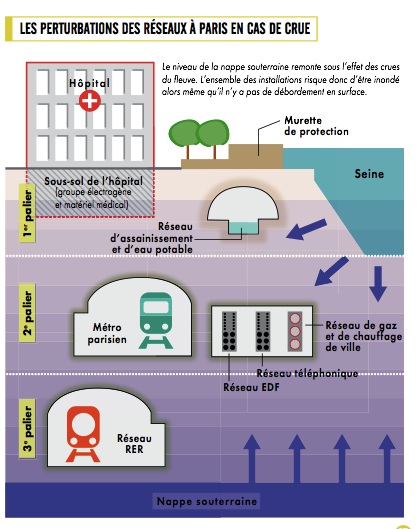 LES PERTURBATIONS DES RÉSEAUX À PARIS EN CAS DE CRUE
Le niveau de la nappe souterraine remonte sous l'effet des crues
du fleuve. L'ensemble des installations risque donc d'être inondé
alors même qu'il n'y a pas de débordement en surface.
Hôpital
Murette
de protection
Seine
Sous-sol de l'hôpital
(groupe électrogène
et matériel médical)
1er palier
Réseau
d'assainissement
et d'eau potable
2e palier
Métro
parisien
Réseau de gaz
et de chauffage
de ville
Réseau téléphonique
Réseau EDF
3e palier
Réseau
RER
Nappe souterraine